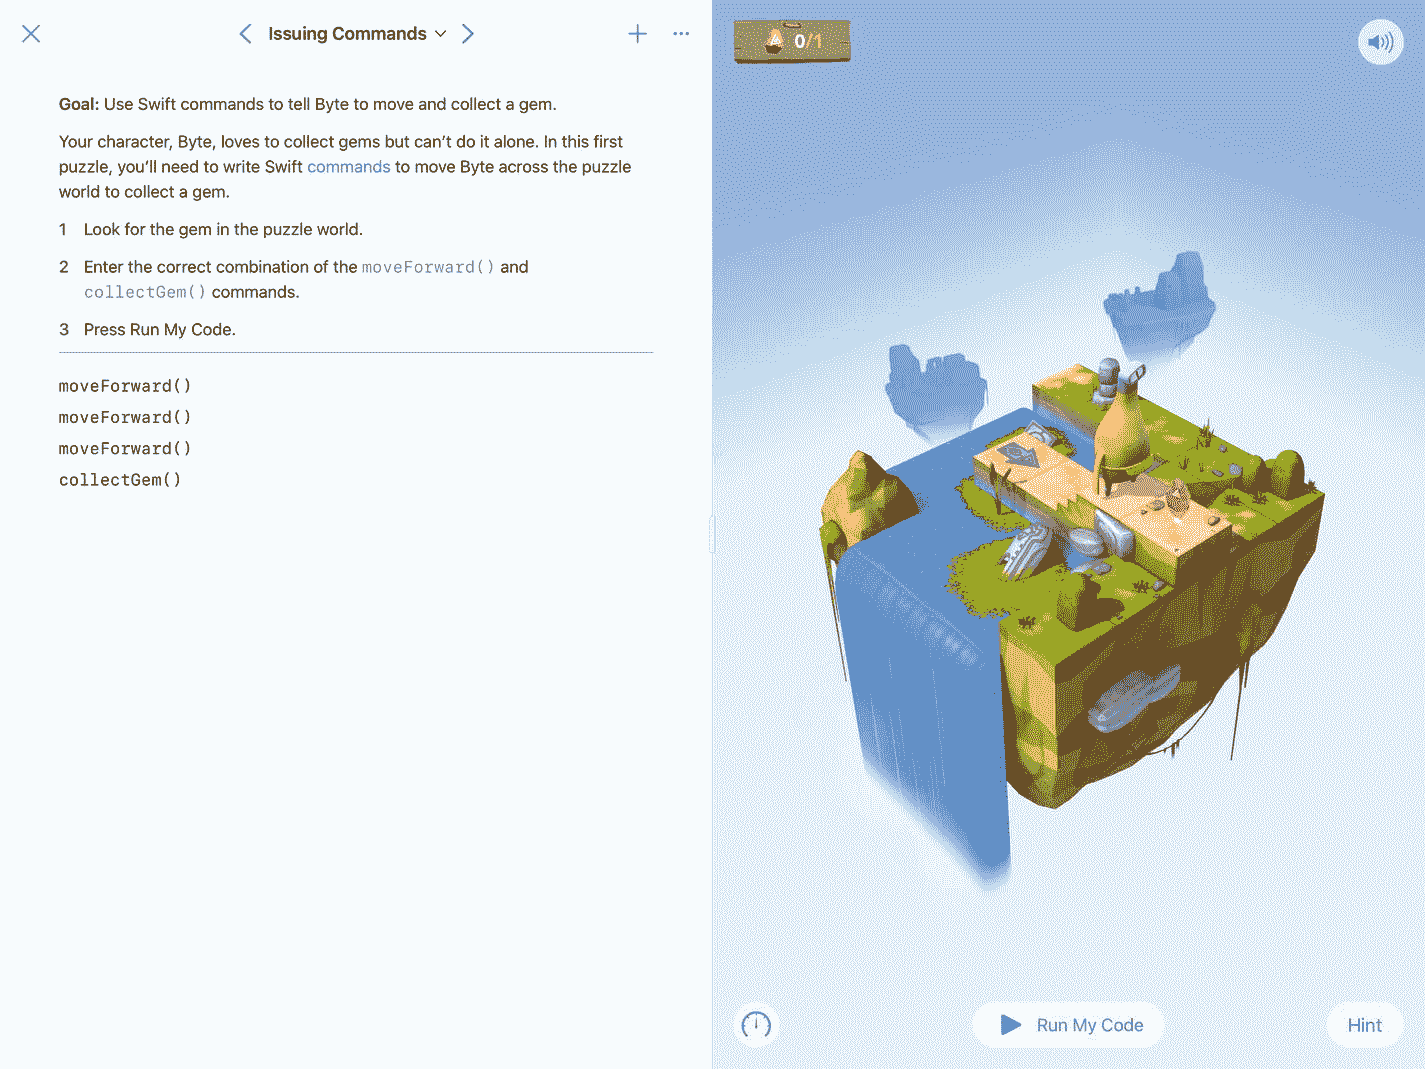 Issuing Commands
Goal: Use Swift commands to tell Byte to move and collect a gem.
Your character, Byte, loves to collect gems but can’t do it alone. In this first
puzzle, you’ll need to write Swift commands to move Byte across the puzzle
world to collect a gem.
1 Look for the gem in the puzzle world.
2 Enter the correct combination of the moveForward() and
collectGem() commands.
3 Press Run My Code.
moveForward()
moveForward()
moveForward()
collectGem()
0/1
Run My Code
Hint